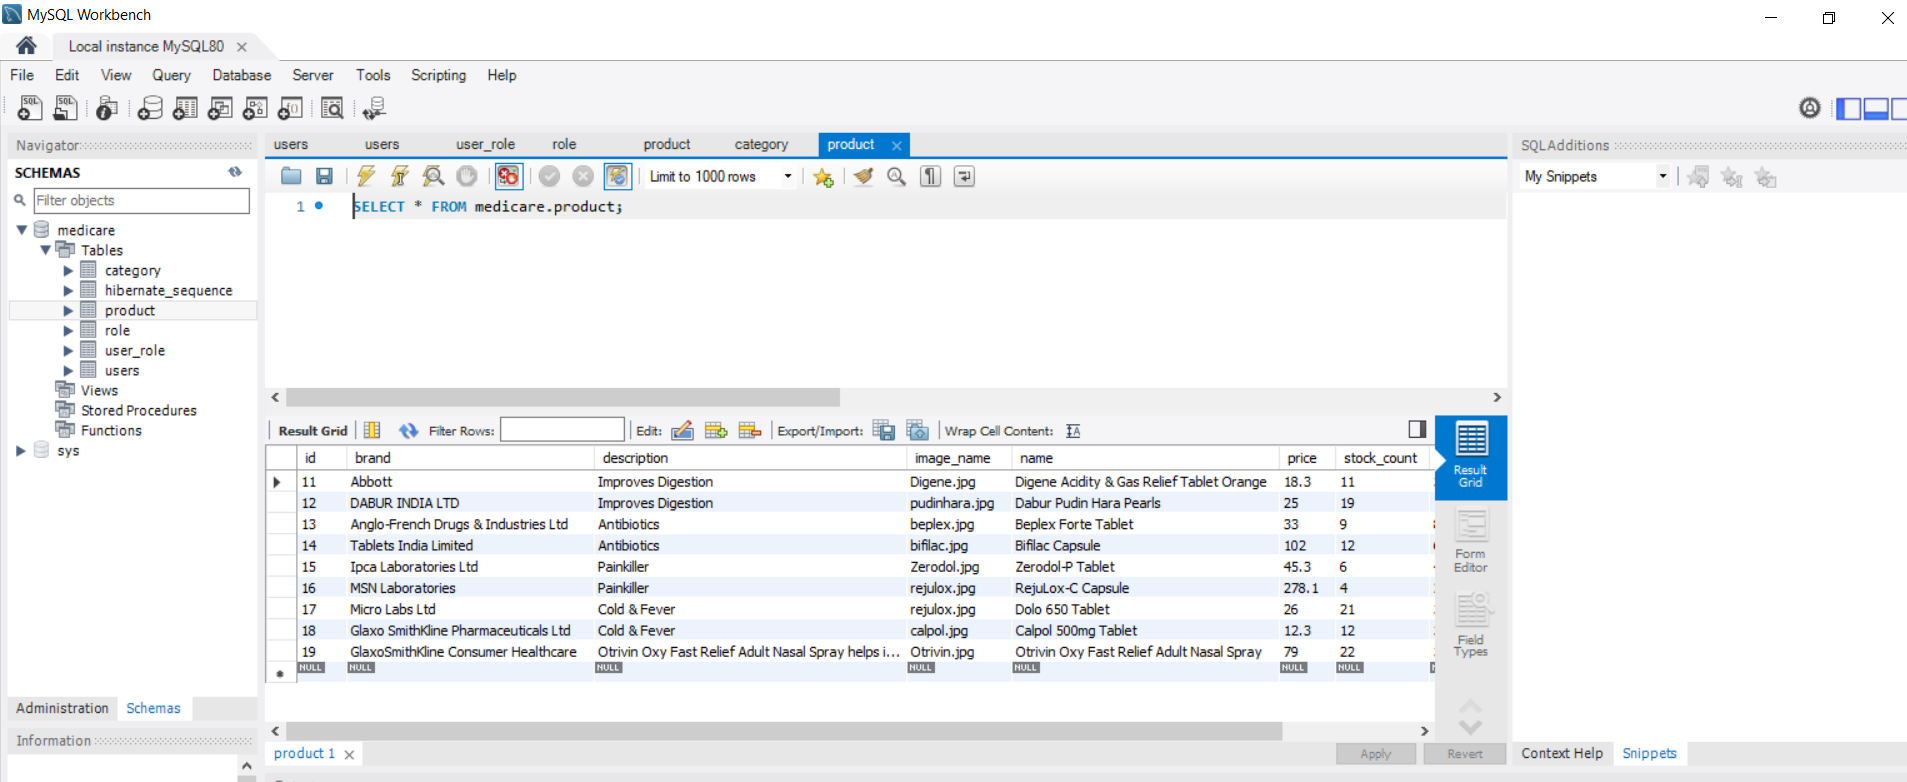 MySQL Workbench
Local instance MySQL80
File Edit View Query Database Server Tools Scripting Help
Navigator
SCHEMAS
Filter objects
medicare
Tables
category
hibernate_sequence
product
role
user_role
users
Views
Stored Procedures
Functions
sys
Administration Schemas
Information
users users user_role role product category product
Limit to 1000 rows
1 SELECT * FROM medicare.product;
Result Grid Filter Rows: Edit: Export/Import: Wrap Cell Content:
id brand description image_name name price stock_count
11 Abbott Improves Digestion Digene.jpg Digene Acidity & Gas Relief Tablet Orange 18.3 11
12 DABUR INDIA LTD Improves Digestion pudinhara.jpg Dabur Pudin Hara Pearls 25 19
13 Anglo-French Drugs & Industries Ltd Antibiotics beplex.jpg Beplex Forte Tablet 33 9
14 Tablets India Limited Antibiotics bifilac.jpg Bifilac Capsule 102 12
15 Ipca Laboratories Ltd Painkiller Zerodol.jpg Zerodol-P Tablet 45.3 6
16 MSN Laboratories Painkiller rejulox.jpg RejuLox-C Capsule 278.1 4
17 Micro Labs Ltd Cold & Fever rejulox.jpg Dolo 650 Tablet 26 21
18 Glaxo SmithKline Pharmaceuticals Ltd Cold & Fever calpol.jpg Calpol 500mg Tablet 12.3 12
19 GlaxoSmithKline Consumer Healthcare Otrivin Oxy Fast Relief Adult Nasal Spray helps i... Otrivin.jpg Otrivin Oxy Fast Relief Adult Nasal Spray 79 22
NULL NULL NULL NULL NULL NULL NULL
Result
Grid
Form
Editor
Field
Types
product 1
Apply Revert
SQLAdditions
My Snippets
Context Help Snippets